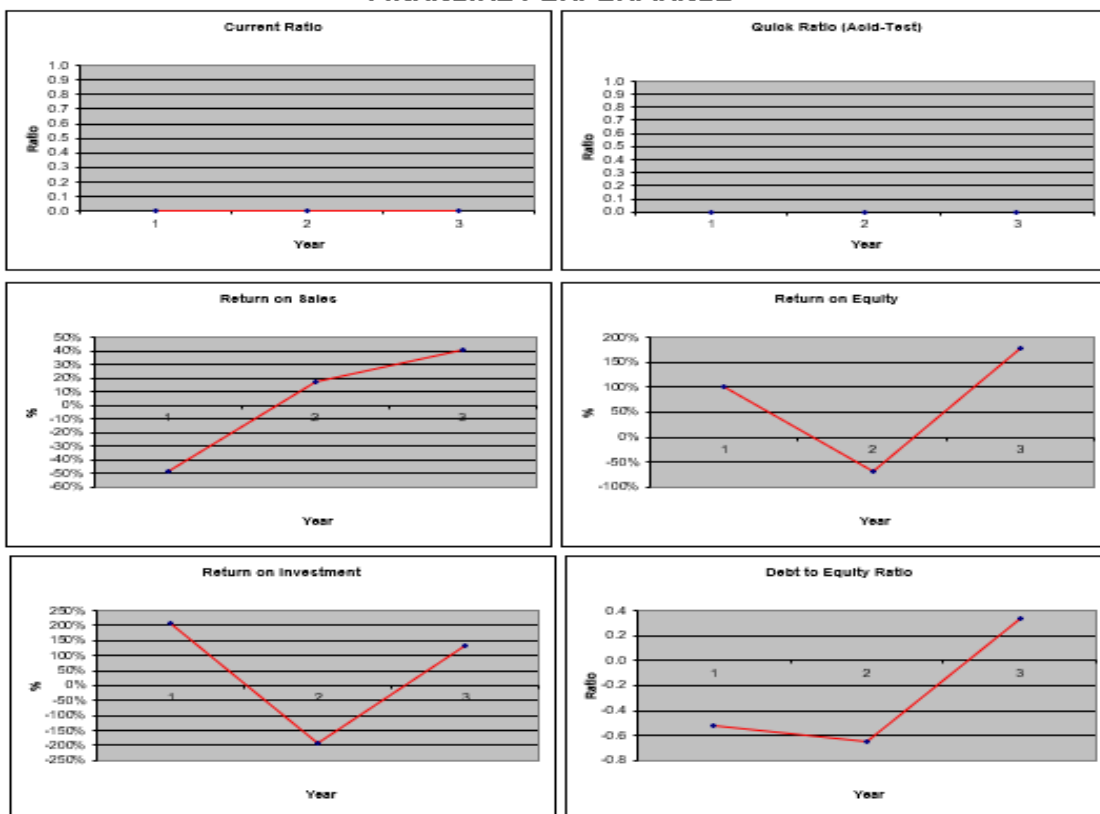 Current Ratio
1.0
0.9
0.8
0.7
0.6
0.5
0.4
0.3
0.2
0.1
0.0
Ratio
1 2 3
Year
Quick Ratio (Acid-Test)
1.0
0.9
0.8
0.7
0.6
0.5
0.4
0.3
0.2
0.1
0.0
Ratio
1 2 3
Year
Return on Sales
50%
40%
30%
20%
10%
0%
-10%
-20%
-30%
-40%
-50%
-60%
%
1 2 3
Year
Return on Equity
200%
150%
100%
50%
0%
-50%
-100%
%
1 2 3
Year
Return on Investment
250%
200%
150%
100%
50%
0%
-50%
-100%
-150%
-200%
-250%
%
1 2 3
Year
Debt to Equity Ratio
0.4
0.2
0.0
-0.2
-0.4
-0.6
-0.8
Ratio
1 2 3
Year